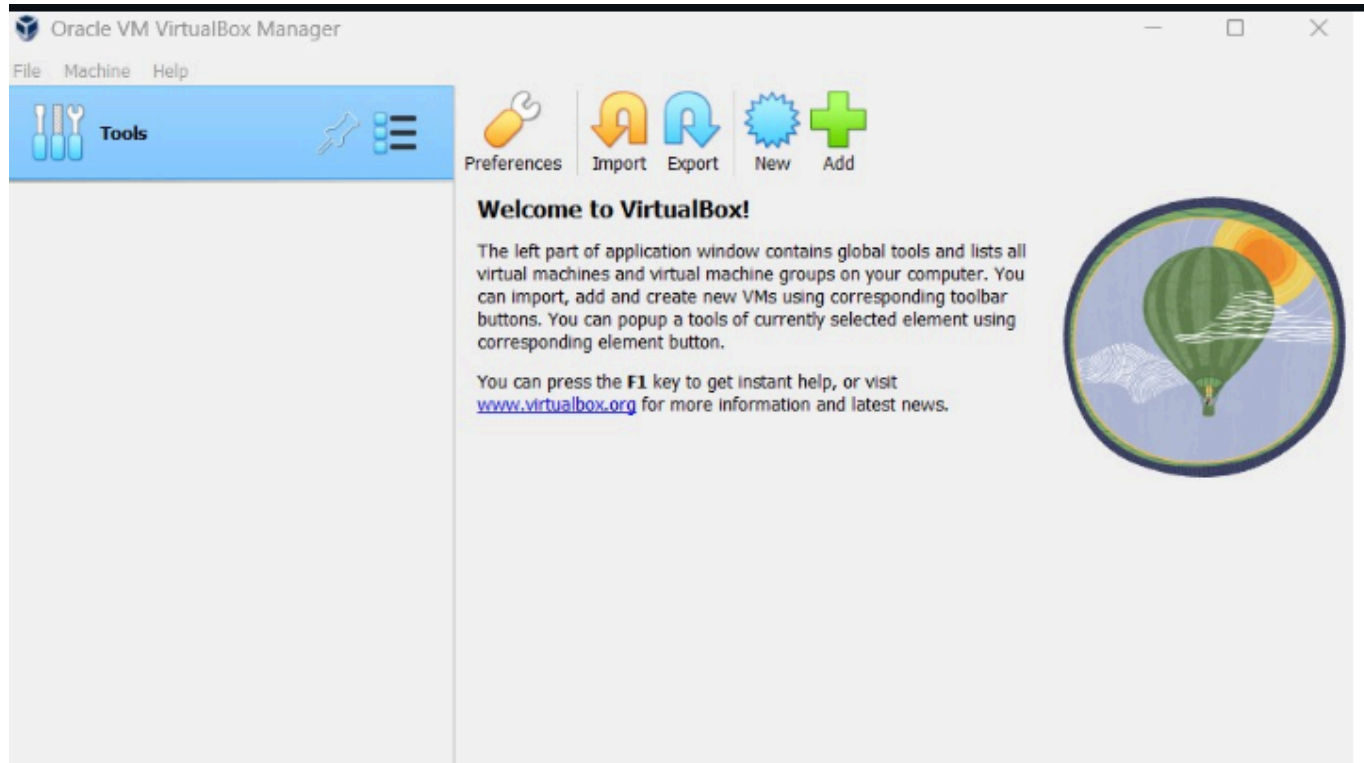 Oracle VM VirtualBox Manager
File Machine Help
Tools
Preferences Import Export New Add
Welcome to VirtualBox!
The left part of application window contains global tools and lists all
virtual machines and virtual machine groups on your computer. You
can import, add and create new VMs using corresponding toolbar
buttons. You can popup a tools of currently selected element using
corresponding element button.
You can press the F1 key to get instant help, or visit
www.virtualbox.org for more information and latest news.